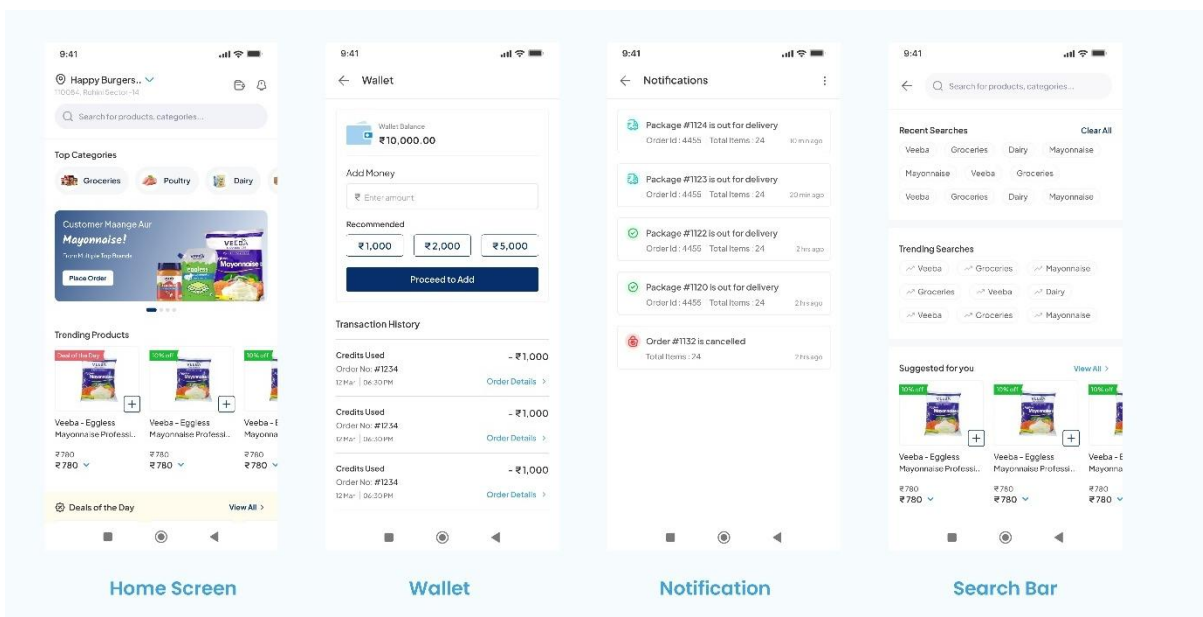 9:41
Happy Burgers..
110084, Rohini Sector -14
Search for products, categories...
Top Categories
Groceries Poultry Dairy
Customer Maange Aur
Mayonnaise!
From Multiple Top Brands
Place Order
VEEBA
Mayonnaise
eggless
Trending Products
Deal of the Day 10% off 10% off
Veeba - Eggless Veeba - Eggless Veeba - E
Mayonnaise Professi.. Mayonnaise Professi.. Mayonna
₹780 ₹780 ₹780
₹780 ₹780 ₹780
Deals of the Day View All >
Home Screen
9:41
Wallet
Wallet Balance
₹10,000.00
Add Money
₹ Enter amount
Recommended
₹1,000 ₹2,000 ₹5,000
Proceed to Add
Transaction History
Credits Used - ₹1,000
Order No: #1234
12 Mar | 06:30 PM Order Details >
Credits Used - ₹1,000
Order No: #1234
12 Mar | 06:30 PM Order Details >
Credits Used - ₹1,000
Order No: #1234
12 Mar | 06:30 PM Order Details >
Wallet
9:41
Notifications
Package #1124 is out for delivery
Order Id : 4455 Total Items : 24 10 min ago
Package #1123 is out for delivery
Order Id : 4455 Total Items : 24 20 min ago
Package #1122 is out for delivery
Order Id : 4455 Total Items : 24 2 hrs ago
Package #1120 is out for delivery
Order Id : 4455 Total Items : 24 2 hrs ago
Order #1132 is cancelled
Total Items : 24 2 hrs ago
Notification
9:41
Search for products, categories...
Recent Searches Clear All
Veeba Groceries Dairy Mayonnaise
Mayonnaise Veeba Groceries
Veeba Groceries Dairy Mayonnaise
Trending Searches
Veeba Groceries Mayonnaise
Groceries Veeba Dairy
Veeba Groceries Mayonnaise
Suggested for you View All >
10% off 10% off 10% off
Veeba - Eggless Veeba - Eggless Veeba - E
Mayonnaise Professi.. Mayonnaise Professi.. Mayonna
₹780 ₹780 ₹780
₹780 ₹780 ₹780
Search Bar